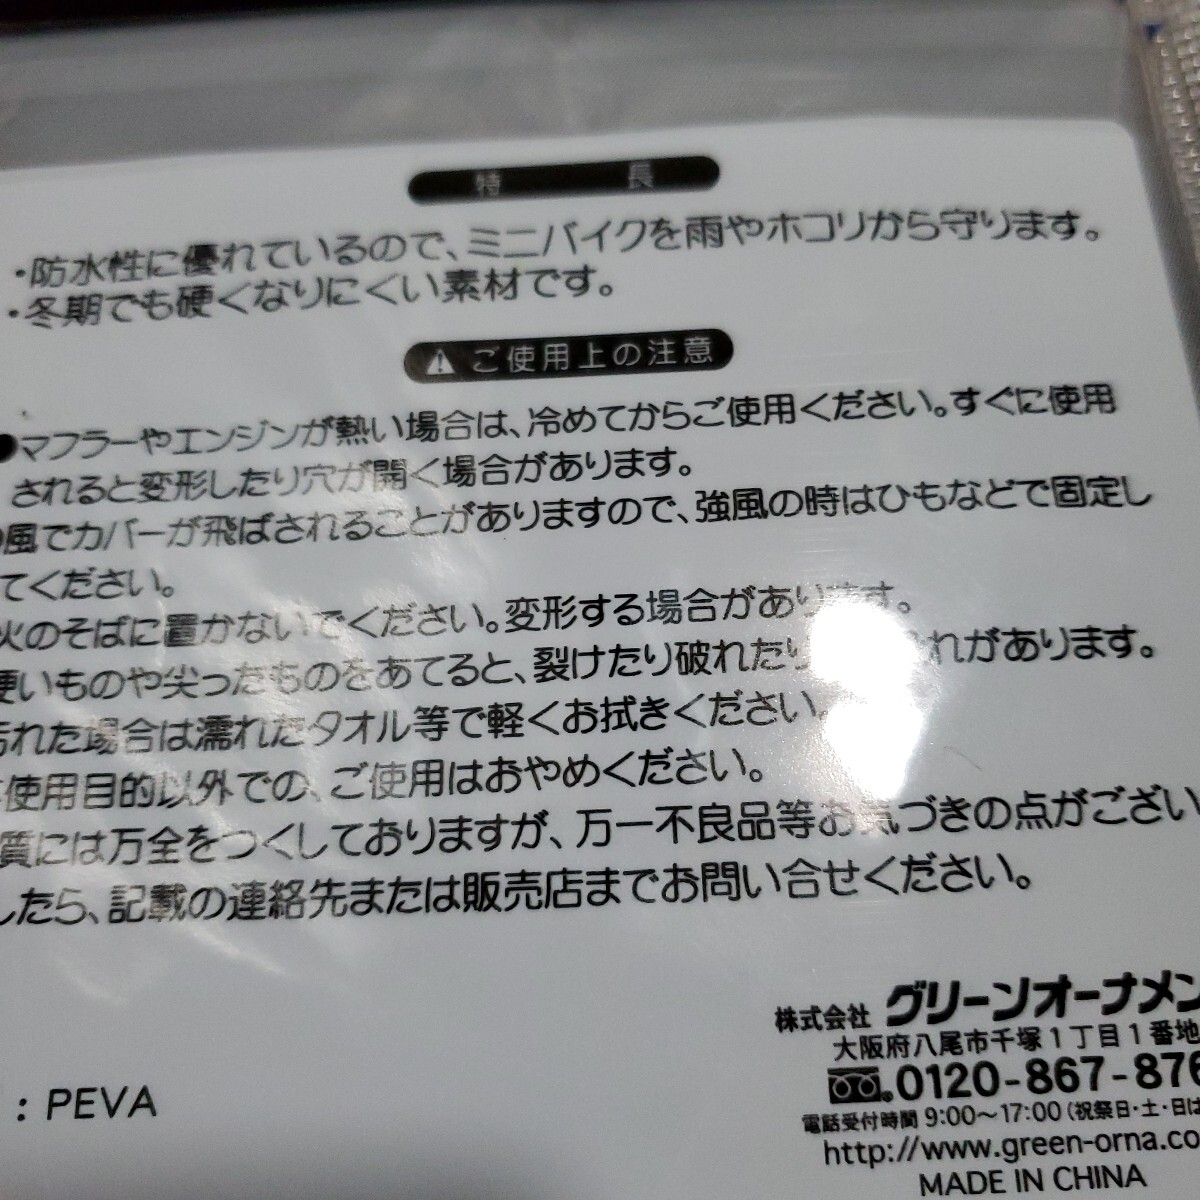 特長
・防水性に優れているので、ミニバイクを雨やホコリから守ります。
・冬期でも硬くなりにくい素材です。
⚠ご使用上の注意
●マフラーやエンジンが熱い場合は、冷めてからご使用ください。すぐに使用
されると変形したり穴が開く場合があります。
風でカバーが飛ばされることがありますので、強風の時はひもなどで固定し
てください。
火のそばに置かないでください。変形する場合があります。
硬いものや尖ったものをあてると、裂けたり破れたり れがあります。
汚れた場合は濡れたタオル等で軽くお拭きください。
使用目的以外での、ご使用はおやめください。
質には万全をつくしておりますが、万一不良品等お気づきの点がござい
したら、記載の連絡先または販売店までお問い合せください。
株式会社 グリーンオーナメン
大阪府八尾市千塚1丁目1番地
0120-867-876
: PEVA
電話受付時間 9:00〜17:00 (祝祭日・土・日は
http://www.green-orna.co
MADE IN CHINA